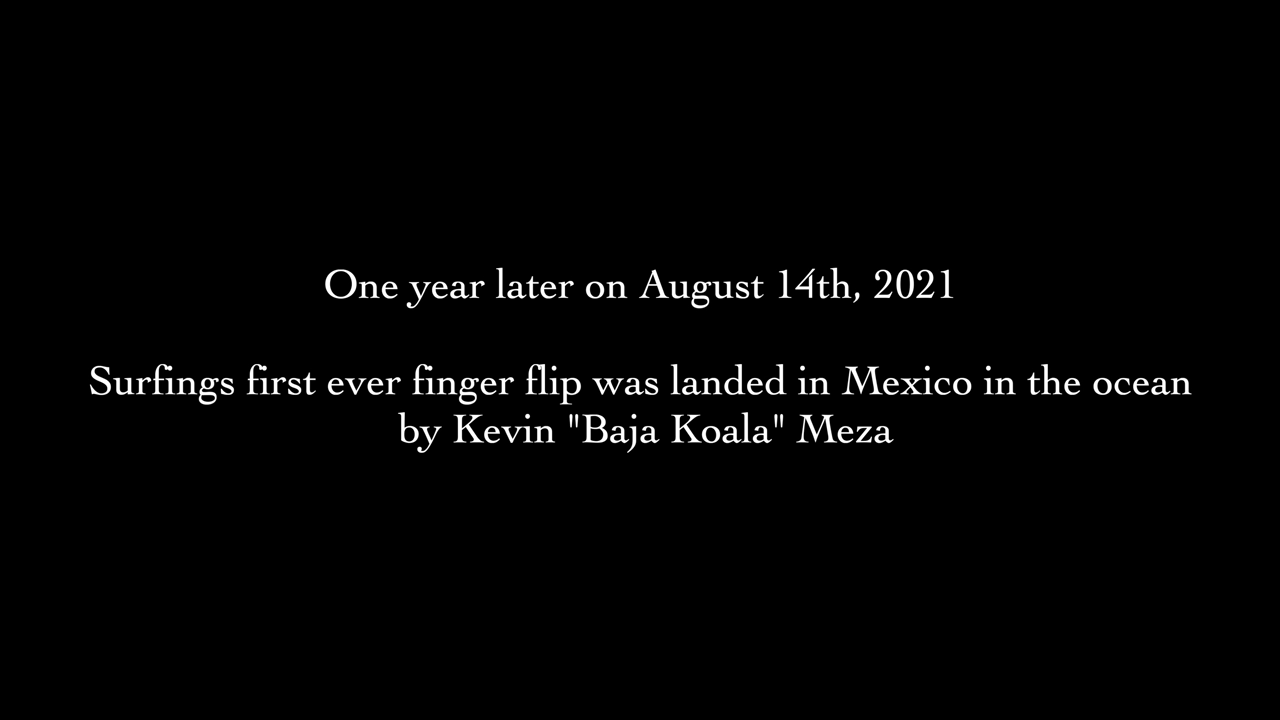 One year later on August 14th, 2021
Surfings first ever finger flip was landed in Mexico in the ocean
by Kevin "Baja Koala" Meza